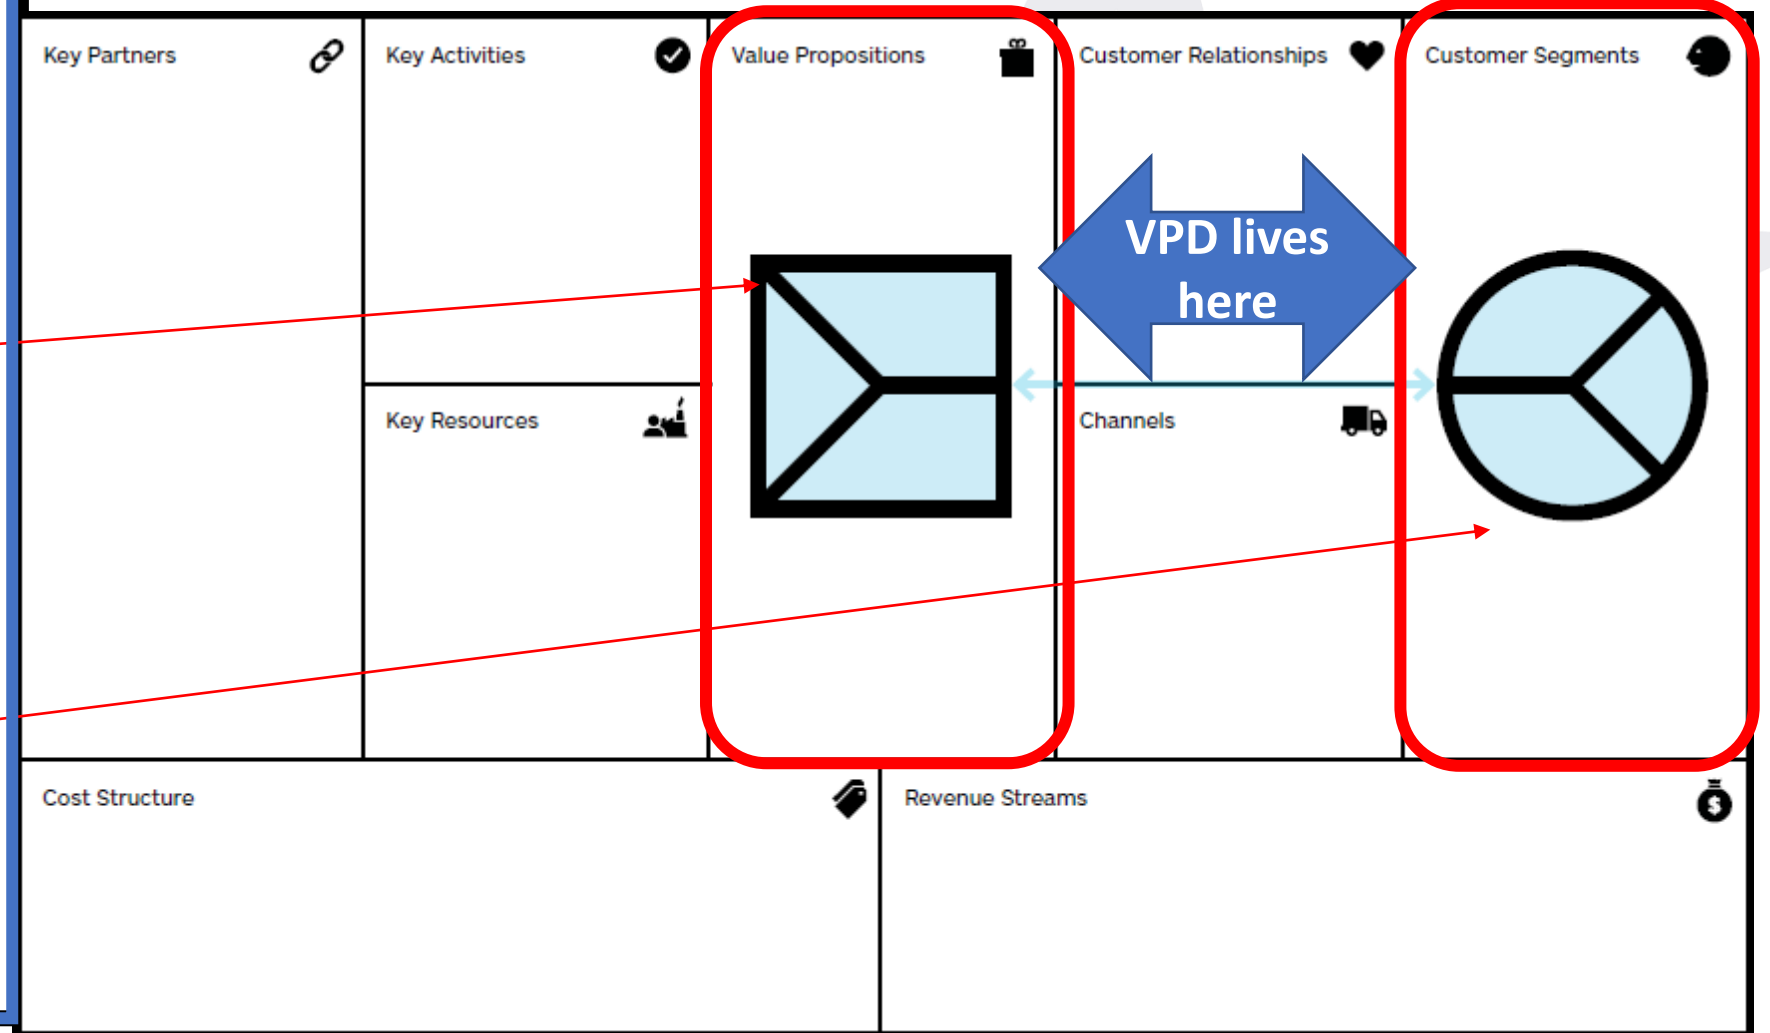 Key Partners
Key Activities
Value Propositions
Customer Relationships
Customer Segments
VPD lives
here
Key Resources
Channels
Cost Structure
Revenue Streams
$